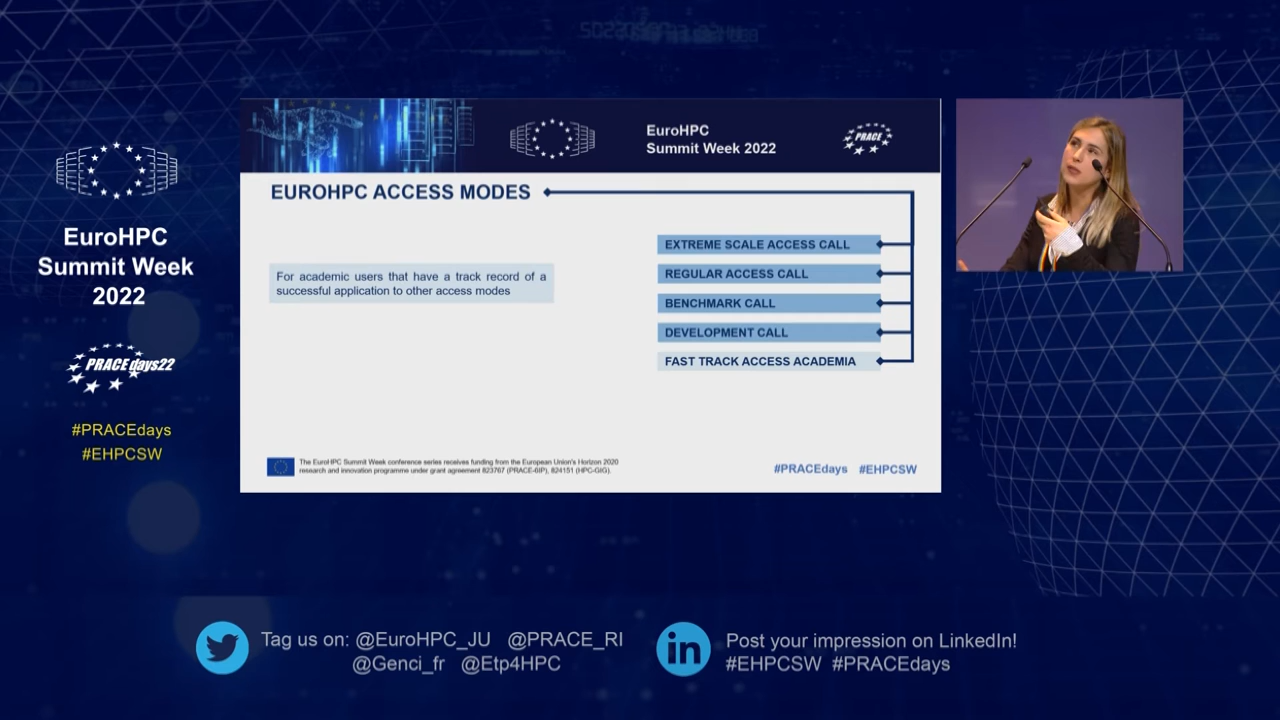 EuroHPC
Summit Week
2022
PRACEdays22
#PRACEdays
#EHPCSW
EuroHPC
Summit Week 2022
PRACE
EUROHPC ACCESS MODES
For academic users that have a track record of a
successful application to other access modes
EXTREME SCALE ACCESS CALL
REGULAR ACCESS CALL
BENCHMARK CALL
DEVELOPMENT CALL
FAST TRACK ACCESS ACADEMIA
The EuroHPC Summit Week conference series receives funding from the European Union's Horizon 2020
research and innovation programme under grant agreement 823767 (PRACE-6IP), 824151 (HPC-GIG)
#PRACEdays #EHPCSW
Tag us on: @EuroHPC_JU @PRACE_RI
@Genci_fr @Etp4HPC
in
Post your impression on LinkedIn!
#EHPCSW #PRACEdays